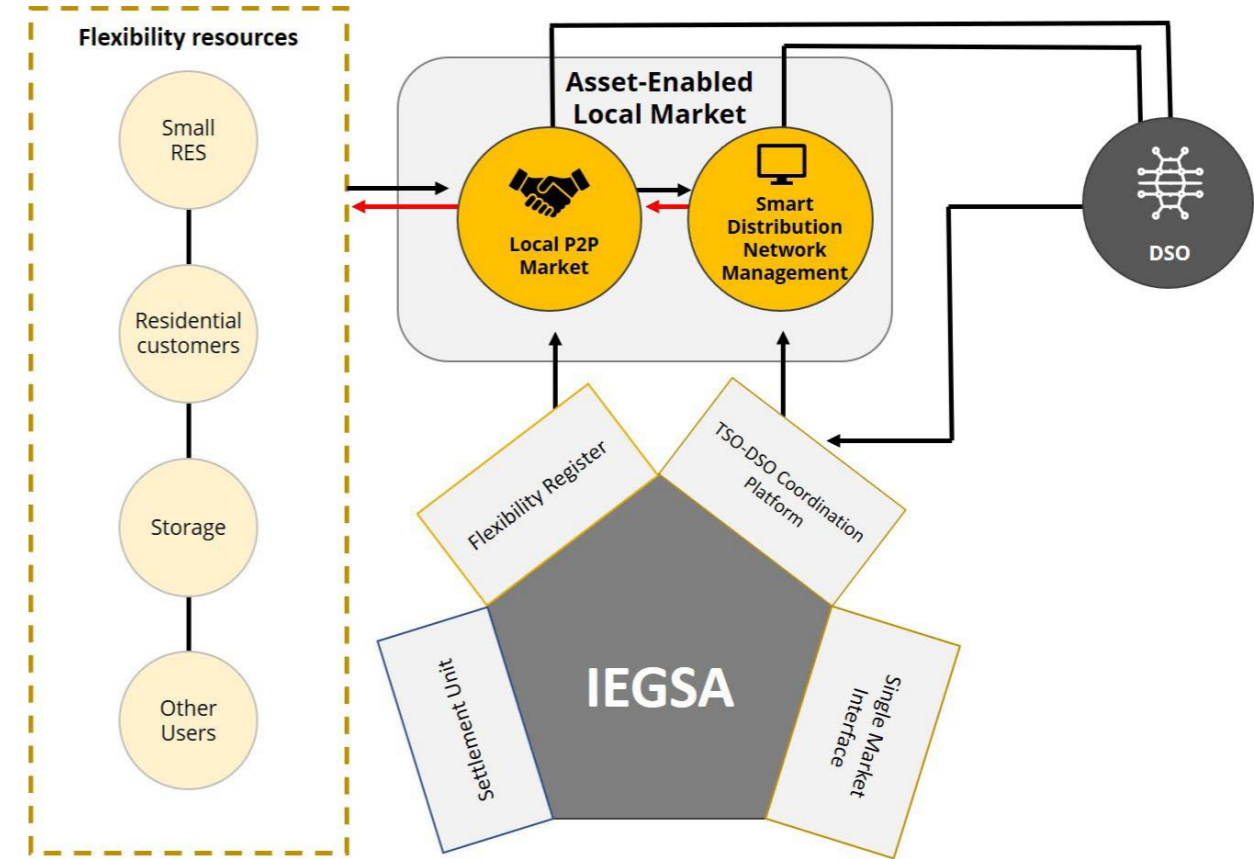 Flexibility resources
Small
RES
Residential
customers
Storage
Other
Users
Asset-Enabled
Local Market
Local P2P
Market
Smart
Distribution
Network
Management
DSO
Flexibility Register
TSO-DSO Coordination
Platform
Settlement Unit
IEGSA
Single Market
Interface